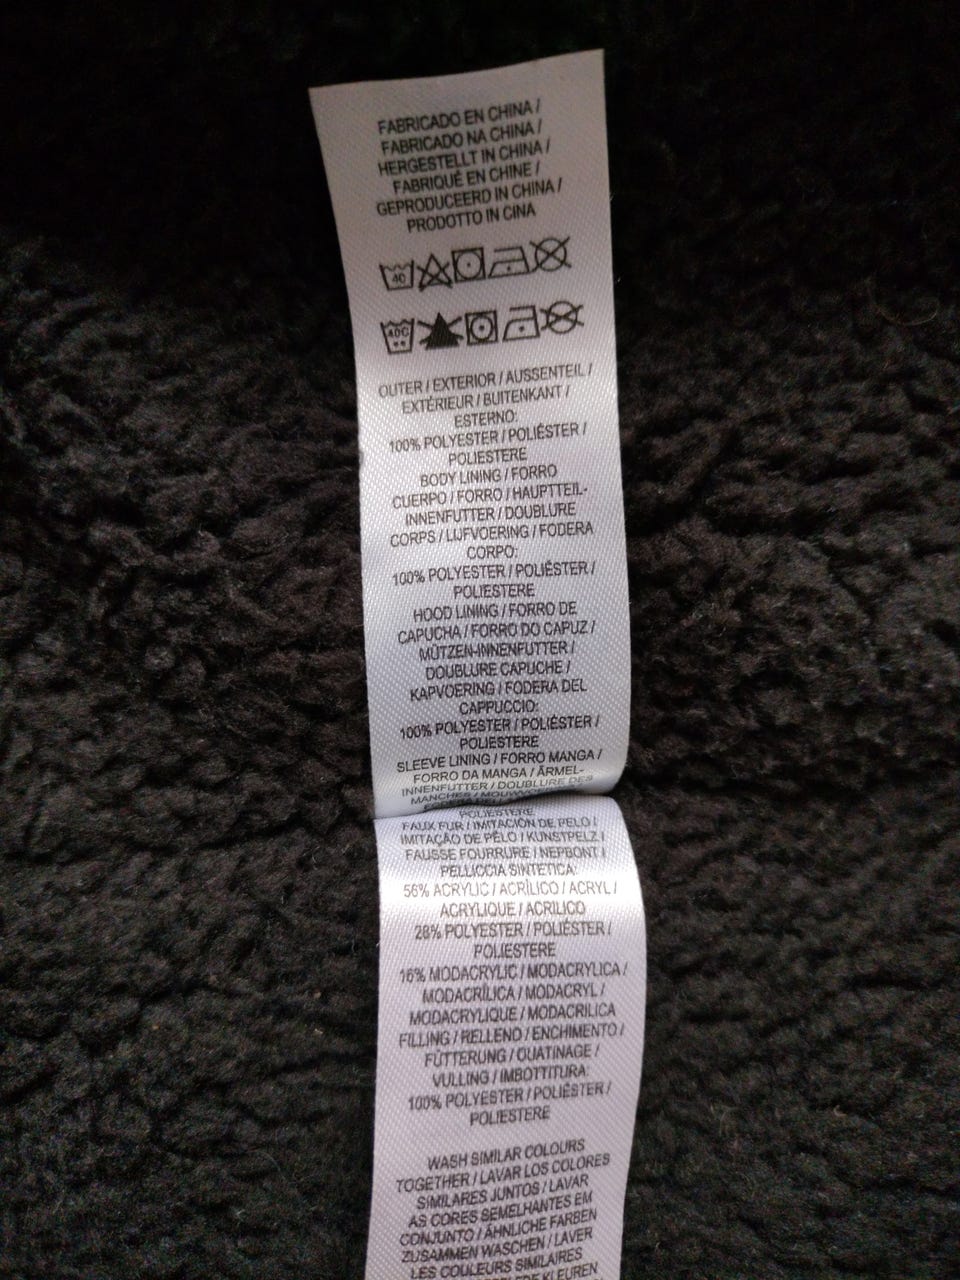 FABRICADO EN CHINA /
FABRICADO NA CHINA /
HERGESTELLT IN CHINA /
FABRIQUÉ EN CHINE /
GEPRODUCEERD IN CHINA /
PRODOTTO IN CINA
40
40C
OUTER / EXTERIOR / AUSSENTEIL /
EXTÉRIEUR / BUITENKANT /
ESTERNO:
100% POLYESTER / POLIÉSTER /
POLIESTERE
BODY LINING / FORRO
CUERPO / FORRO / HAUPTTEIL-
INNENFUTTER / DOUBLURE
CORPS / LIJFVOERING / FODERA
CORPO:
100% POLYESTER / POLIÉSTER /
POLIESTERE
HOOD LINING / FORRO DE
CAPUCHA / FORRO DO CAPUZ /
MÜTZEN-INNENFUTTER /
DOUBLURE CAPUCHE /
KAPVOERING / FODERA DEL
CAPPUCCIO:
100% POLYESTER / POLIÉSTER /
POLIESTERE
SLEEVE LINING / FORRO MANGA /
FORRO DA MANGA / ÄRMEL-
INNENFUTTER / DOUBLURE DES
MANCHES /
POLIESTERE
FAUX FUR / IMITACIÓN DE PELO /
IMITAÇÃO DE PÊLO / KUNSTPELZ /
FAUSSE FOURRURE / NEPBONT /
PELLICCIA SINTETICA:
56% ACRYLIC / ACRÍLICO / ACRYL /
ACRYLIQUE / ACRILICO
28% POLYESTER / POLIÉSTER /
POLIESTERE
16% MODACRYLIC / MODACRYLICA /
MODACRÍLICA / MODACRYL /
MODACRYLIQUE / MODACRILICA
FILLING / RELLENO / ENCHIMENTO /
FÜTTERUNG / OUATINAGE /
VULLING / IMBOTTITURA:
100% POLYESTER / POLIÉSTER /
POLIESTERE
WASH SIMILAR COLOURS
TOGETHER / LAVAR LOS COLORES
SIMILARES JUNTOS / LAVAR
AS CORES SEMELHANTES EM
CONJUNTO / ÄHNLICHE FARBEN
ZUSAMMEN WASCHEN / LAVER
LES COULEURS SIMILAIRES
KLEUREN